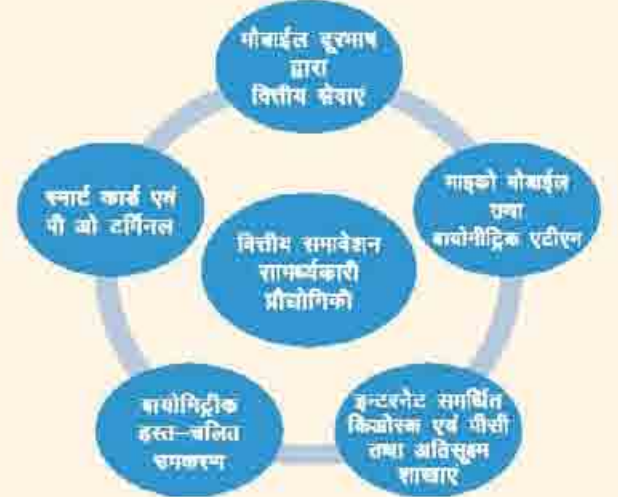 मोबाईल दूरभाष
द्वारा
वित्तीय सेवाएं
स्मार्ट कार्ड एवं
पी ओ टर्मिनल
माइक्रो मोबाईल
तथा
बायोमीट्रिक एटीएम
वित्तीय समावेशन
सामर्थ्यकारी
प्रौद्योगिकी
बायोमिट्रीक
हस्त–चलित
उपकरण
इन्टरनेट समर्थित
किओस्क एवं पीसी
तथा अतिसूक्ष्म
शाखाएं